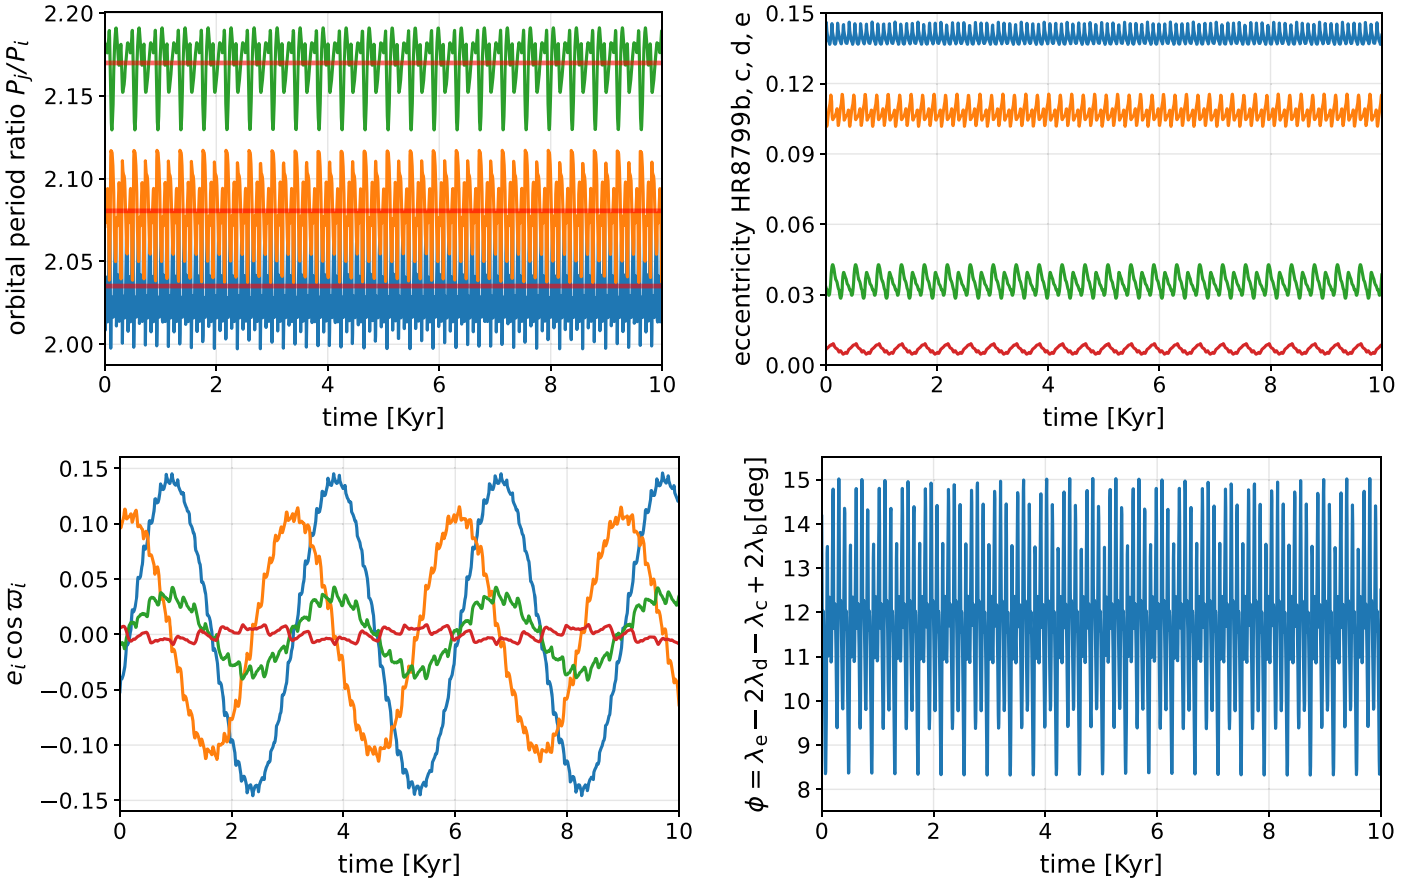 2.20
2.15
2.10
2.05
2.00
orbital period ratio P_j/P_i
0 2 4 6 8 10
time [Kyr]
0.15
0.12
0.09
0.06
0.03
0.00
eccentricity HR8799b, c, d, e
0 2 4 6 8 10
time [Kyr]
0.15
0.10
0.05
0.00
−0.05
−0.10
−0.15
e_i cos ϖ_i
0 2 4 6 8 10
time [Kyr]
15
14
13
12
11
10
9
8
ϕ = λ_e − 2λ_d − λ_c + 2λ_b[deg]
0 2 4 6 8 10
time [Kyr]